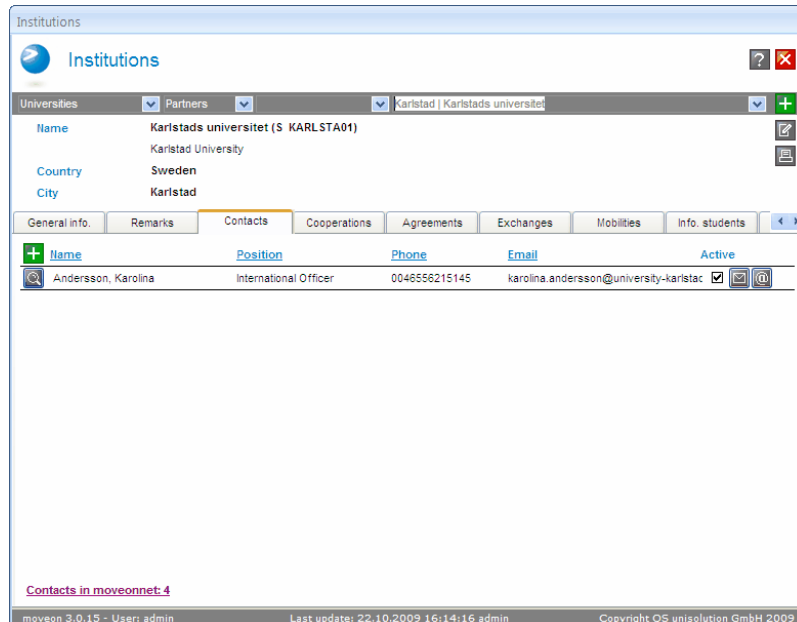 Institutions
Institutions
?
Universities Partners Karlstad | Karlstads universitet
Name Karlstads universitet (S KARLSTA01)
Karlstad University
Country Sweden
City Karlstad
General info. Remarks Contacts Cooperations Agreements Exchanges Mobilities Info. students
Name Position Phone Email Active
Andersson, Karolina International Officer 0046556215145 karolina.andersson@university-karlstac @
Contacts in moveonnet: 4
moveon 3.0.15 - User: admin Last update: 22.10.2009 16:14:16 admin Copyright QS unisolution GmbH 2009